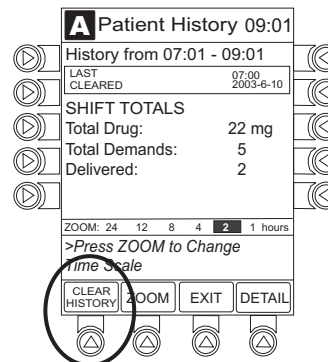 A Patient History 09:01
History from 07:01 - 09:01
LAST 07:00
CLEARED 2003-6-10
SHIFT TOTALS
Total Drug: 22 mg
Total Demands: 5
Delivered: 2
ZOOM: 24 12 8 4 2 1 hours
>Press ZOOM to Change
Time Scale
CLEAR
HISTORY ZOOM EXIT DETAIL